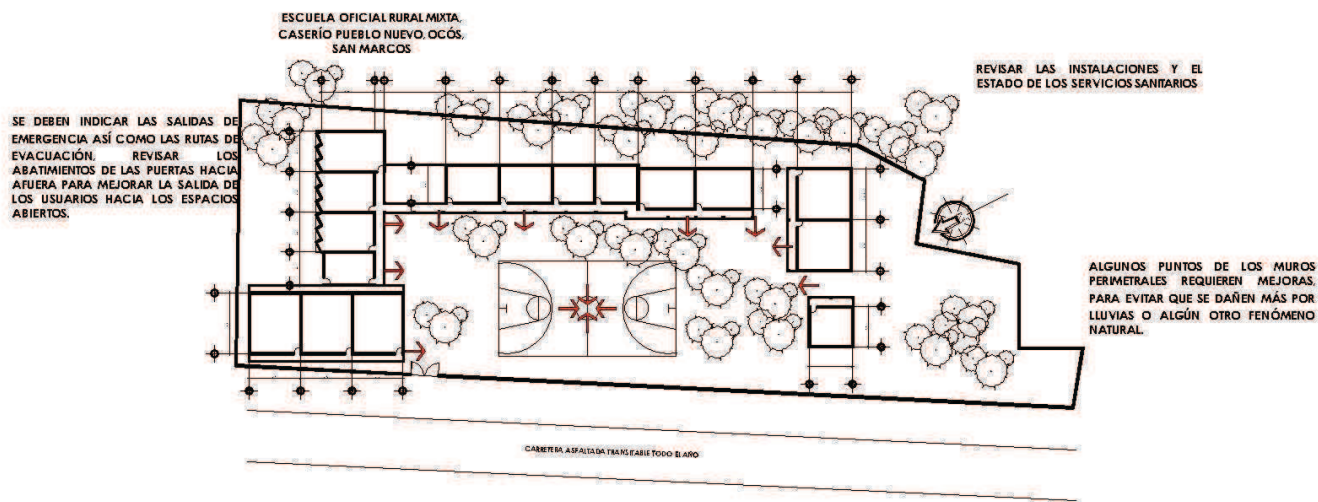 ESCUELA OFICIAL RURAL MIXTA,
CASERÍO PUEBLO NUEVO, OCÓS,
SAN MARCOS
REVISAR LAS INSTALACIONES Y EL
ESTADO DE LOS SERVICIOS SANITARIOS
SE DEBEN INDICAR LAS SALIDAS DE
EMERGENCIA ASÍ COMO LAS RUTAS DE
EVACUACIÓN. REVISAR LOS
ABATIMIENTOS DE LAS PUERTAS HACIA
AFUERA PARA MEJORAR LA SALIDA DE
LOS USUARIOS HACIA LOS ESPACIOS
ABIERTOS.
ALGUNOS PUNTOS DE LOS MUROS
PERIMETRALES REQUIEREN MEJORAS,
PARA EVITAR QUE SE DAÑEN MÁS POR
LLUVIAS O ALGÚN OTRO FENÓMENO
NATURAL.
CARRETERA ASFALTADA TRANSITABLE TODO EL AÑO